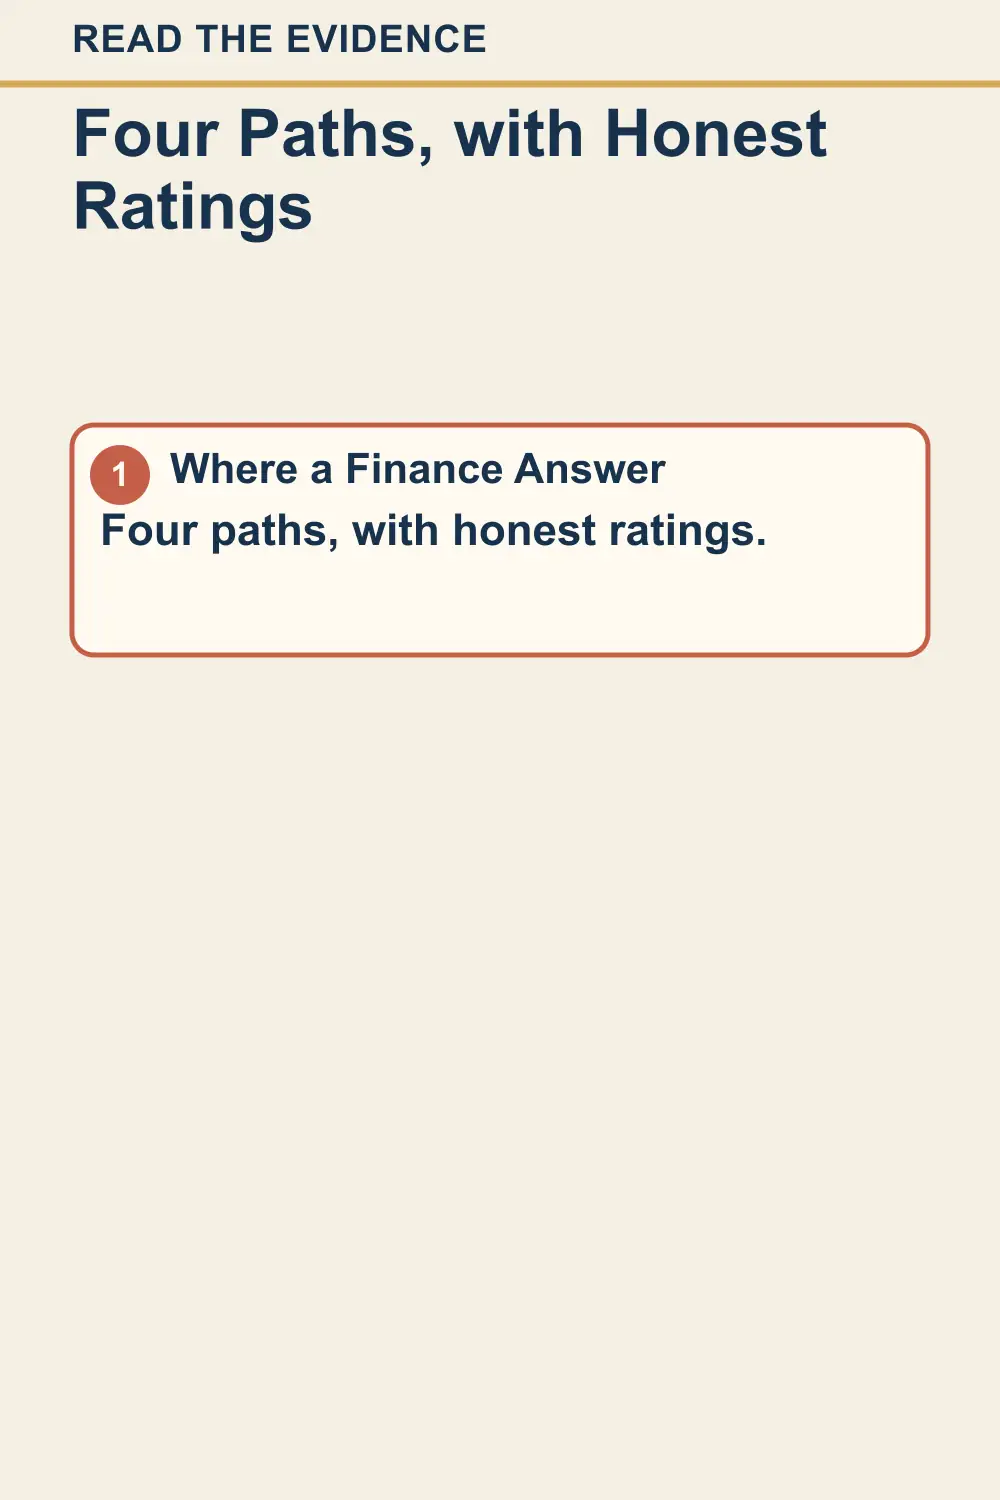 READ THE EVIDENCE
Four Paths, with Honest
Ratings
1 Where a Finance Answer
Four paths, with honest ratings.